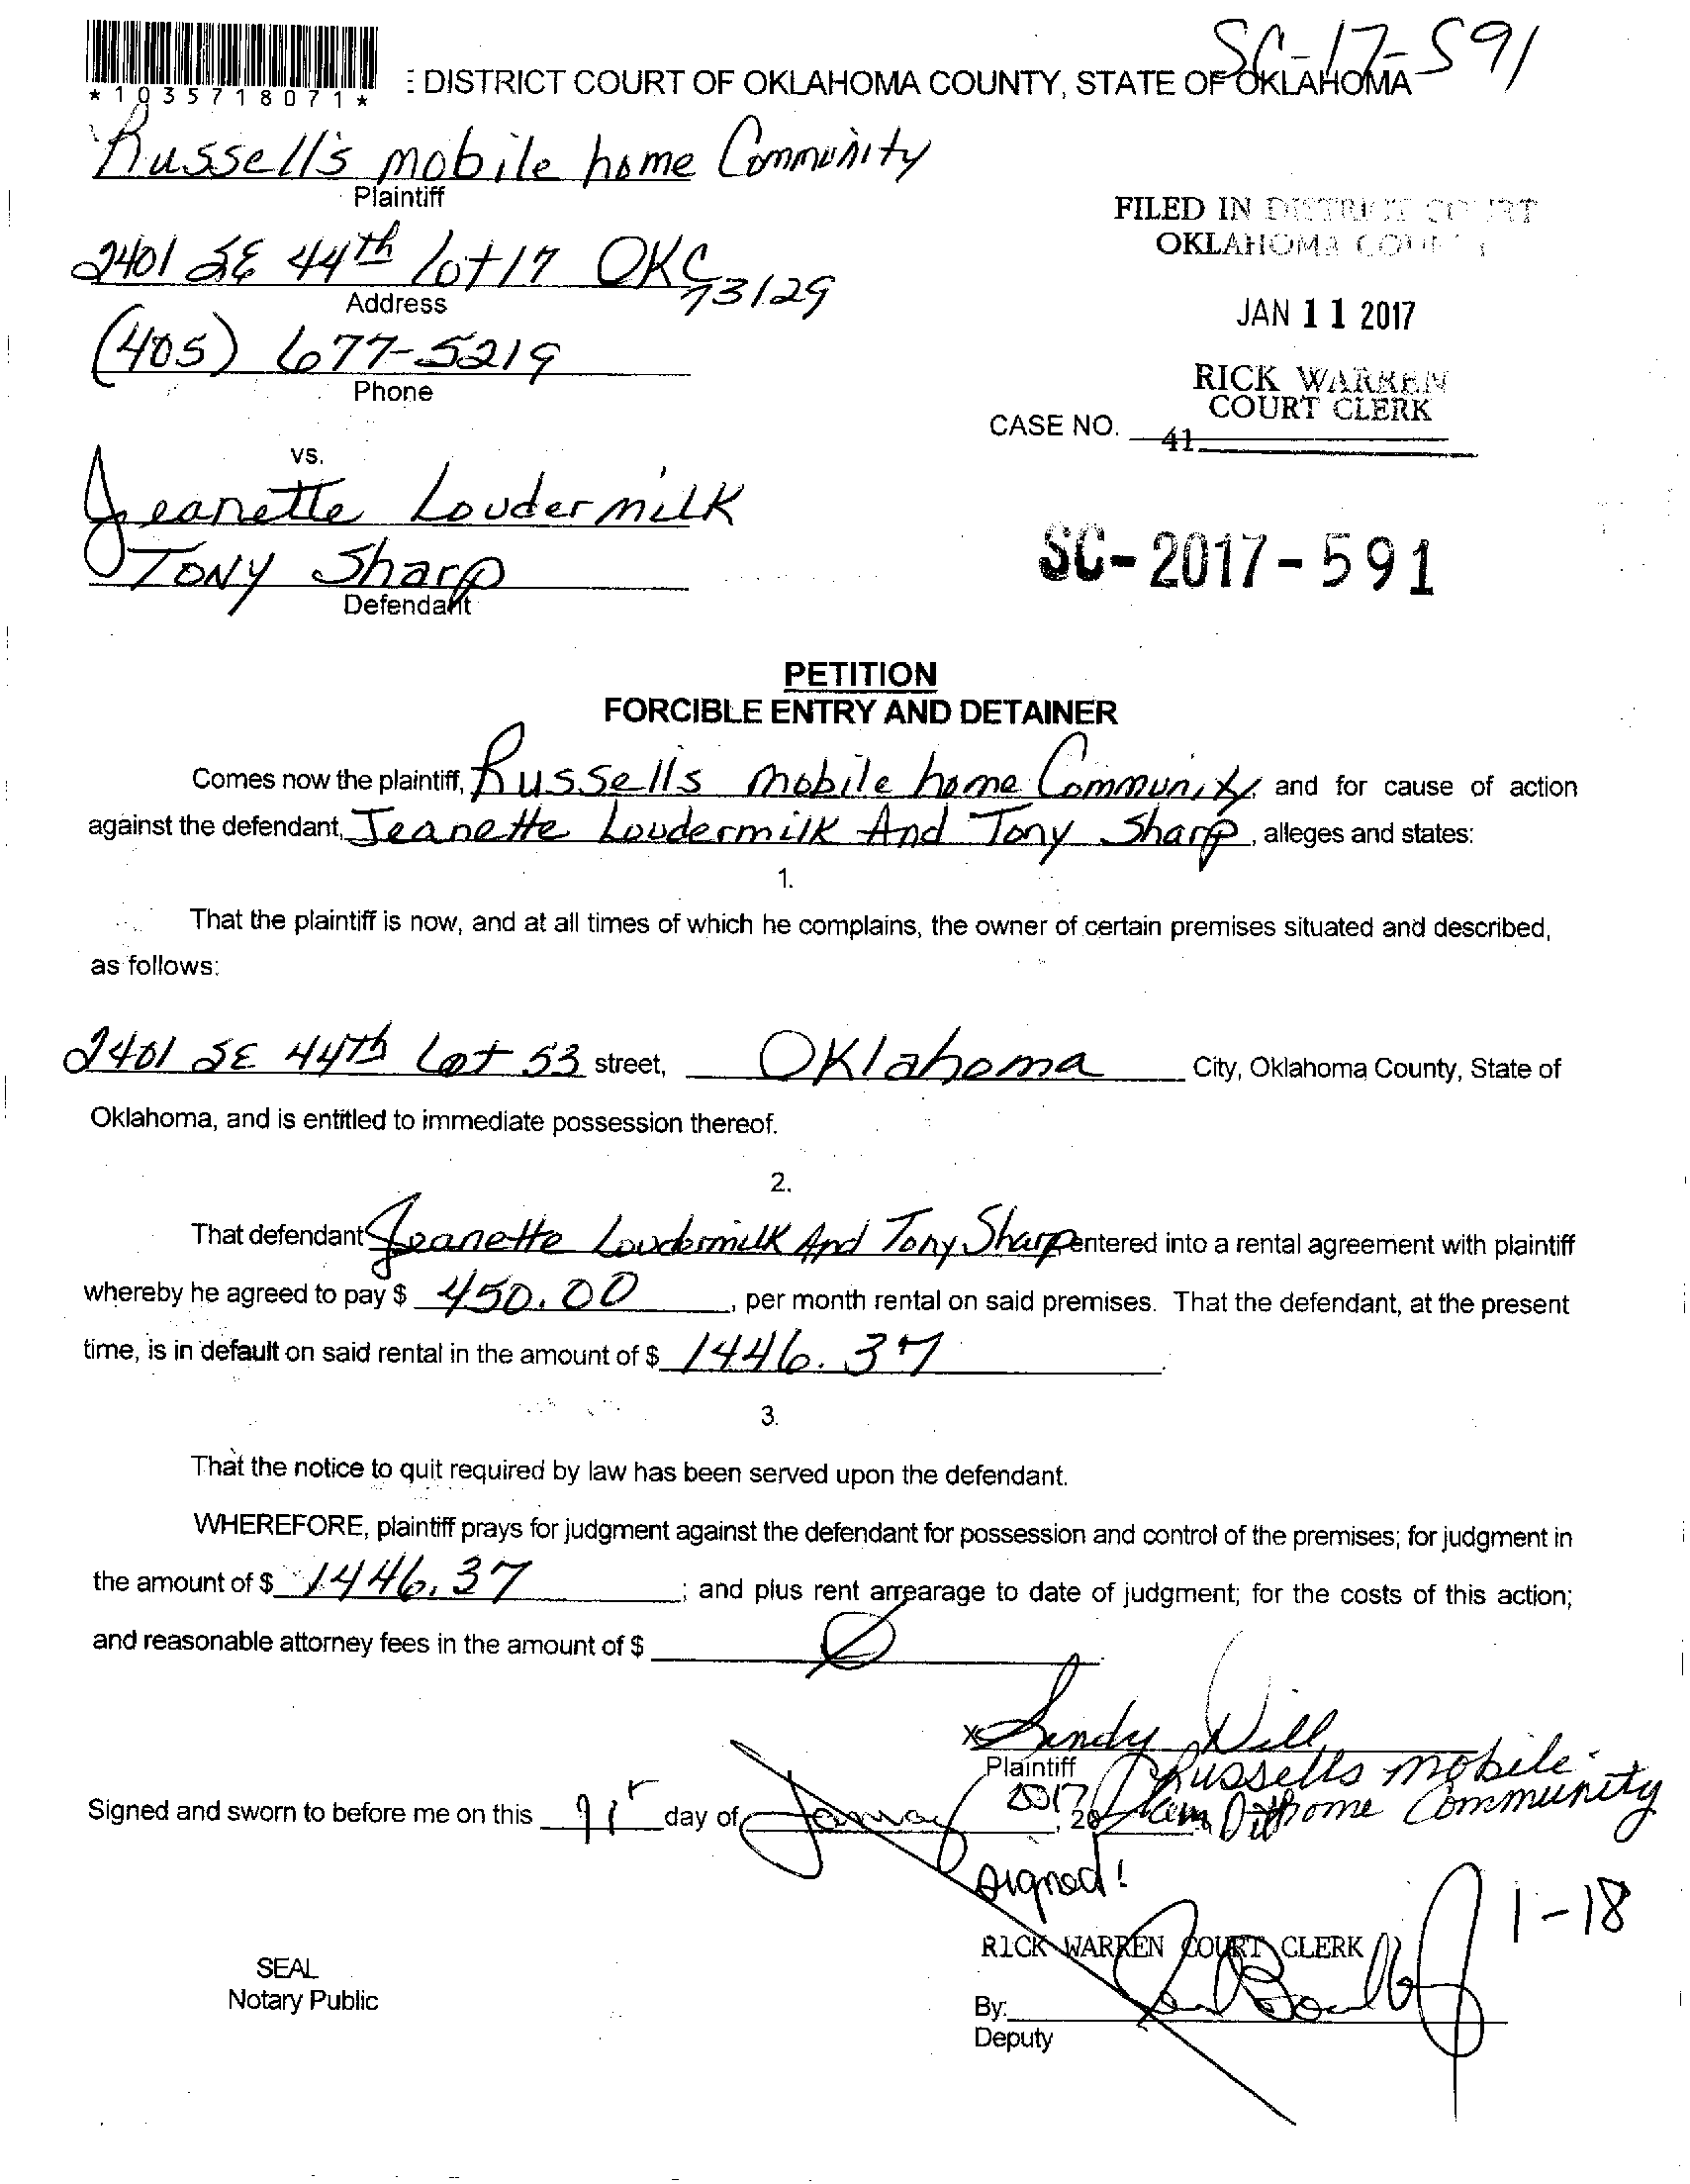 SC-17-591
*1035718071*
: DISTRICT COURT OF OKLAHOMA COUNTY, STATE OF OKLAHOMA
Russell's mobile home Community
Plaintiff
2401 SE 44th Lot 17 OKC 73129
Address
(405) 677-5219
Phone
FILED IN DISTRICT COURT
OKLAHOMA COUNTY
JAN 11 2017
RICK WARREN
COURT CLERK
CASE NO. 41
vs.
Jeanette Loudermilk
Tony Sharp
Defendant
SC-2017-591
PETITION
FORCIBLE ENTRY AND DETAINER
Comes now the plaintiff, Russells mobile home Community, and for cause of action
against the defendant, Jeanette Loudermilk And Tony Sharp, alleges and states:
1.
That the plaintiff is now, and at all times of which he complains, the owner of certain premises situated and described,
as follows:
2401 SE 44th Lot 53 street, Oklahoma City, Oklahoma County, State of
Oklahoma, and is entitled to immediate possession thereof.
2.
That defendant Jeanette Loudermilk And Tony Sharp entered into a rental agreement with plaintiff
whereby he agreed to pay $ 450.00, per month rental on said premises. That the defendant, at the present
time, is in default on said rental in the amount of $ 1446.37.
3.
That the notice to quit required by law has been served upon the defendant.
WHEREFORE, plaintiff prays for judgment against the defendant for possession and control of the premises; for judgment in
the amount of $ 1446.37; and plus rent arrearage to date of judgment; for the costs of this action;
and reasonable attorney fees in the amount of $
x Sandy Will
Plaintiff
Russells mobile
home Community
Signed and sworn to before me on this day of 2017, 20
signed!
1-18
RICK WARREN COURT CLERK
SEAL
Notary Public
By:
Deputy